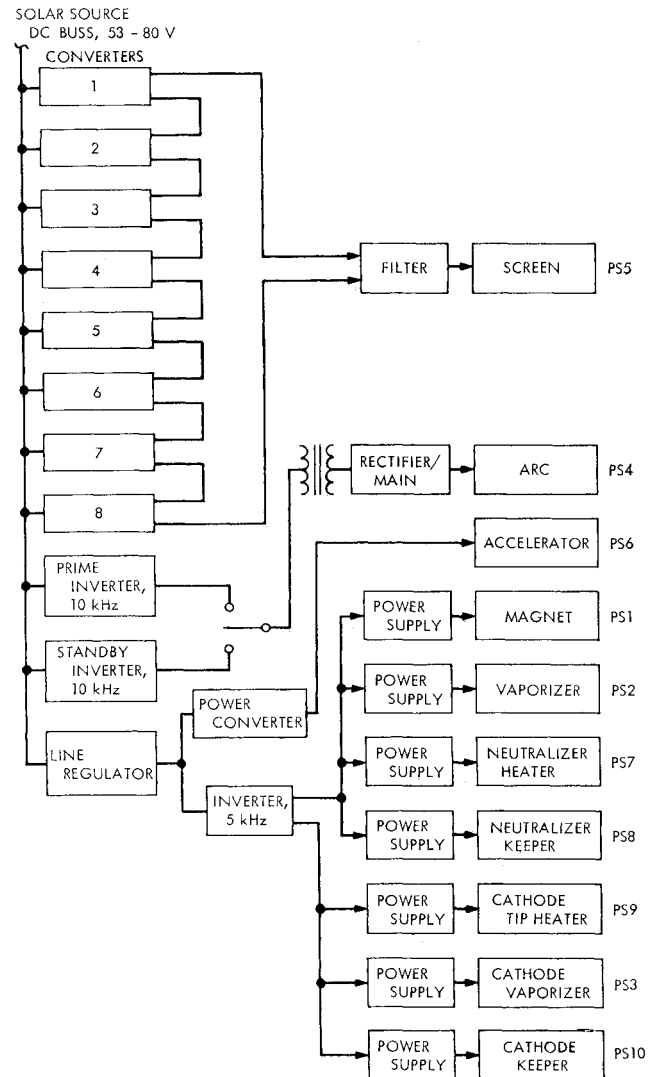 SOLAR SOURCE
DC BUSS, 53 - 80 V
CONVERTERS
1
2
3
4
5
6
7
8
FILTER
SCREEN
PS5
RECTIFIER/
MAIN
ARC
PS4
ACCELERATOR
PS6
PRIME
INVERTER,
10 kHz
STANDBY
INVERTER,
10 kHz
LINE
REGULATOR
POWER
CONVERTER
INVERTER,
5 kHz
POWER
SUPPLY
MAGNET
PS1
POWER
SUPPLY
VAPORIZER
PS2
POWER
SUPPLY
NEUTRALIZER
HEATER
PS7
POWER
SUPPLY
NEUTRALIZER
KEEPER
PS8
POWER
SUPPLY
CATHODE
TIP HEATER
PS9
POWER
SUPPLY
CATHODE
VAPORIZER
PS3
POWER
SUPPLY
CATHODE
KEEPER
PS10